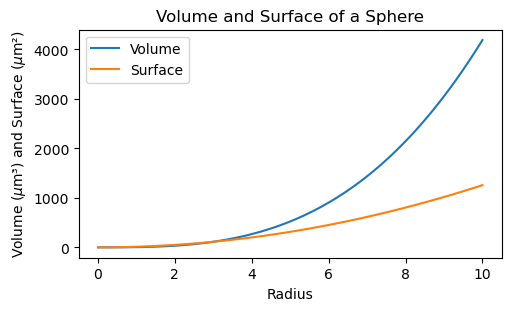 Volume and Surface of a Sphere
Volume (μm³) and Surface (μm²)
4000
3000
2000
1000
0
Volume
Surface
0 2 4 6 8 10
Radius